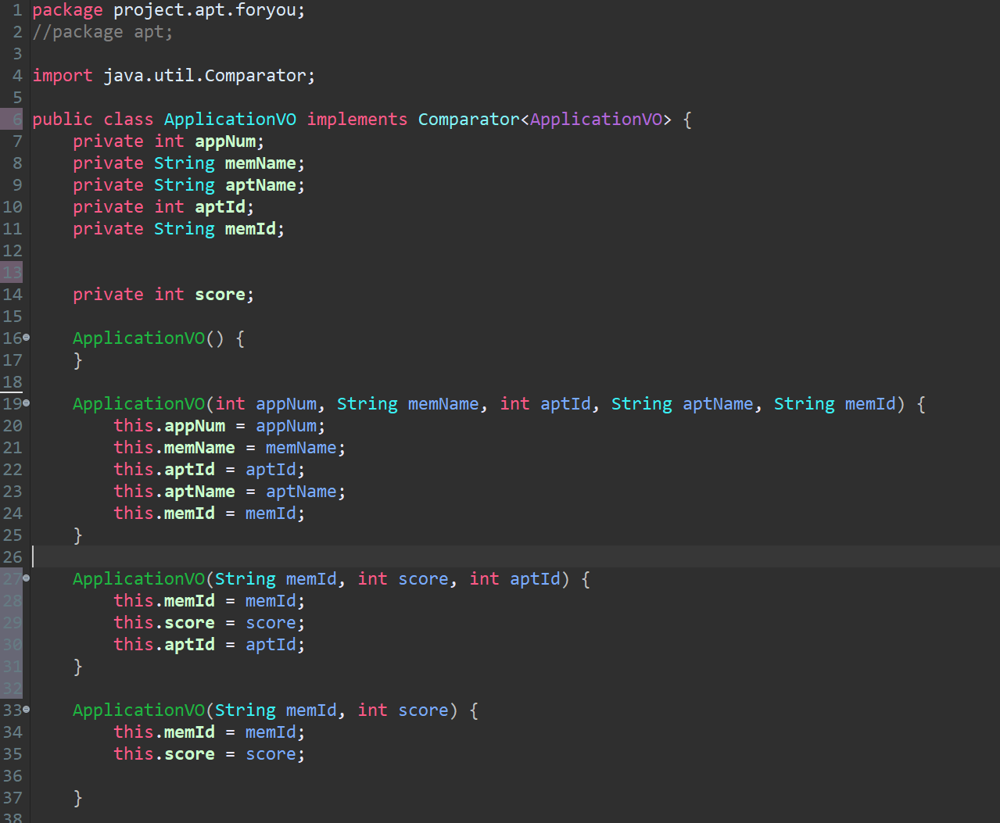 1 package project.apt.foryou;
2 //package apt;
3
4 import java.util.Comparator;
5
6 public class ApplicationVO implements Comparator<ApplicationVO> {
7     private int appNum;
8     private String memName;
9     private String aptName;
10     private int aptId;
11     private String memId;
12
13
14     private int score;
15
16     ApplicationVO() {
17     }
18
19     ApplicationVO(int appNum, String memName, int aptId, String aptName, String memId) {
20         this.appNum = appNum;
21         this.memName = memName;
22         this.aptId = aptId;
23         this.aptName = aptName;
24         this.memId = memId;
25     }
26
27     ApplicationVO(String memId, int score, int aptId) {
28         this.memId = memId;
29         this.score = score;
30         this.aptId = aptId;
31     }
32
33     ApplicationVO(String memId, int score) {
34         this.memId = memId;
35         this.score = score;
36
37     }
38